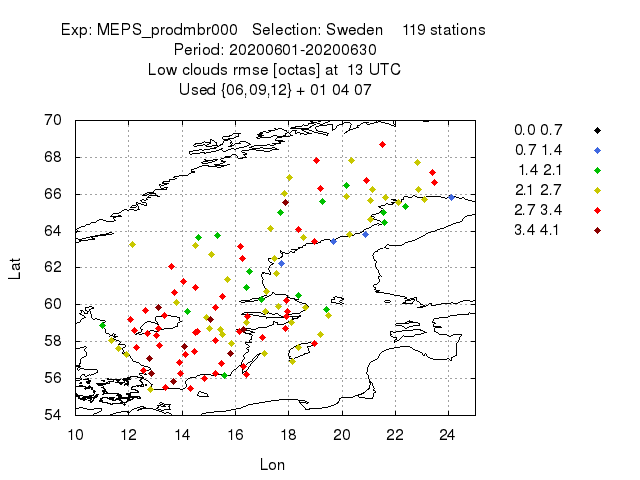 Exp: MEPS_prodmbr000 Selection: Sweden 119 stations
Period: 20200601-20200630
Low clouds rmse [octas] at 13 UTC
Used {06,09,12} + 01 04 07
70
68
66
64
62
60
58
56
54
Lat
10 12 14 16 18 20 22 24
Lon
0.0 0.7
0.7 1.4
1.4 2.1
2.1 2.7
2.7 3.4
3.4 4.1